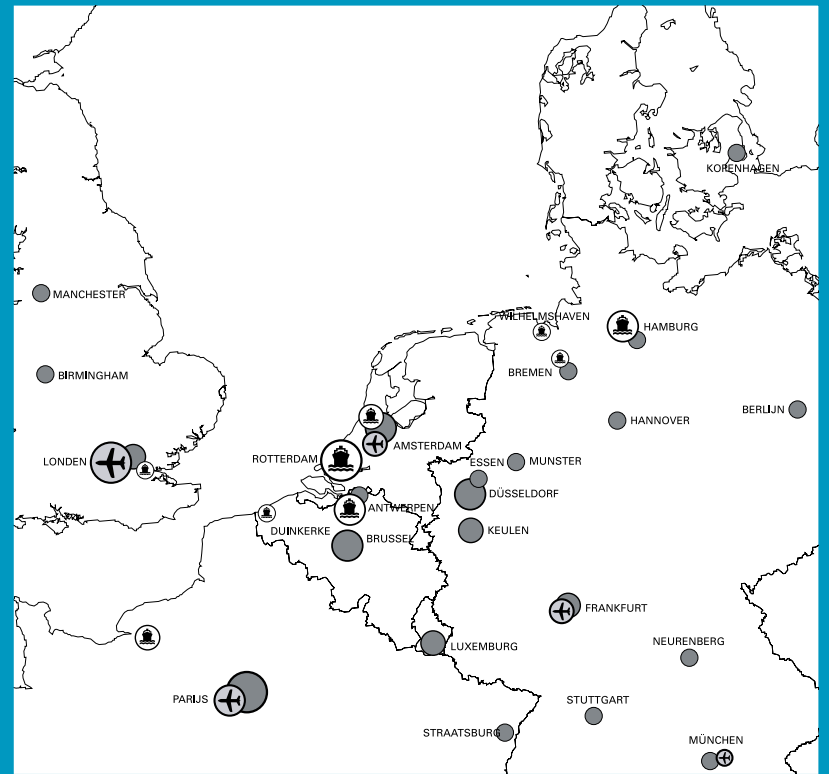 KOPENHAGEN
MANCHESTER
WILHELMSHAVEN
HAMBURG
BIRMINGHAM
BREMEN
BERLIJN
HANNOVER
AMSTERDAM
ROTTERDAM
LONDEN
ESSEN
MUNSTER
DÜSSELDORF
ANTWERPEN
DUINKERKE
KEULEN
BRUSSEL
FRANKFURT
NEURENBERG
LUXEMBURG
PARIJS
STUTTGART
STRAATSBURG
MÜNCHEN